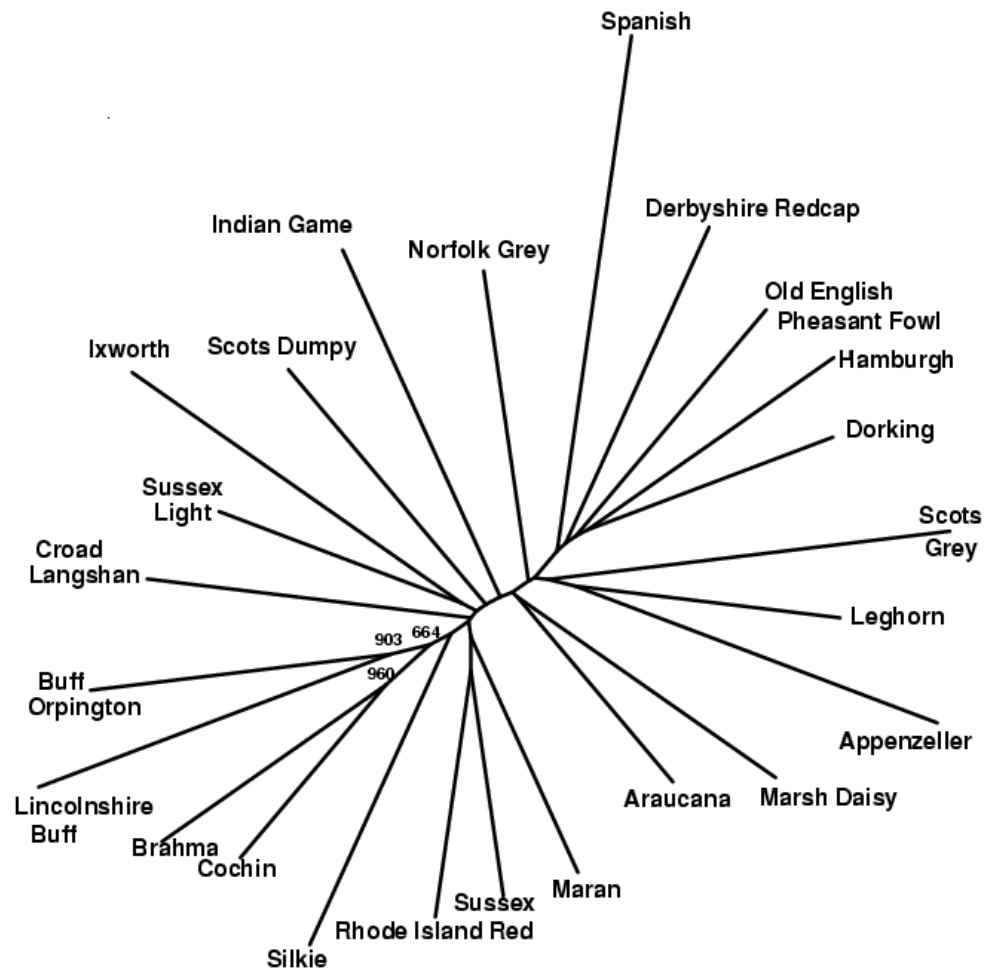 Spanish
Derbyshire Redcap
Indian Game
Norfolk Grey
Old English
Pheasant Fowl
Ixworth
Scots Dumpy
Hamburgh
Dorking
Sussex
Light
Scots
Grey
Croad
Langshan
Leghorn
903
664
960
Buff
Orpington
Appenzeller
Araucana
Marsh Daisy
Lincolnshire
Buff
Brahma
Cochin
Maran
Sussex
Rhode Island Red
Silkie